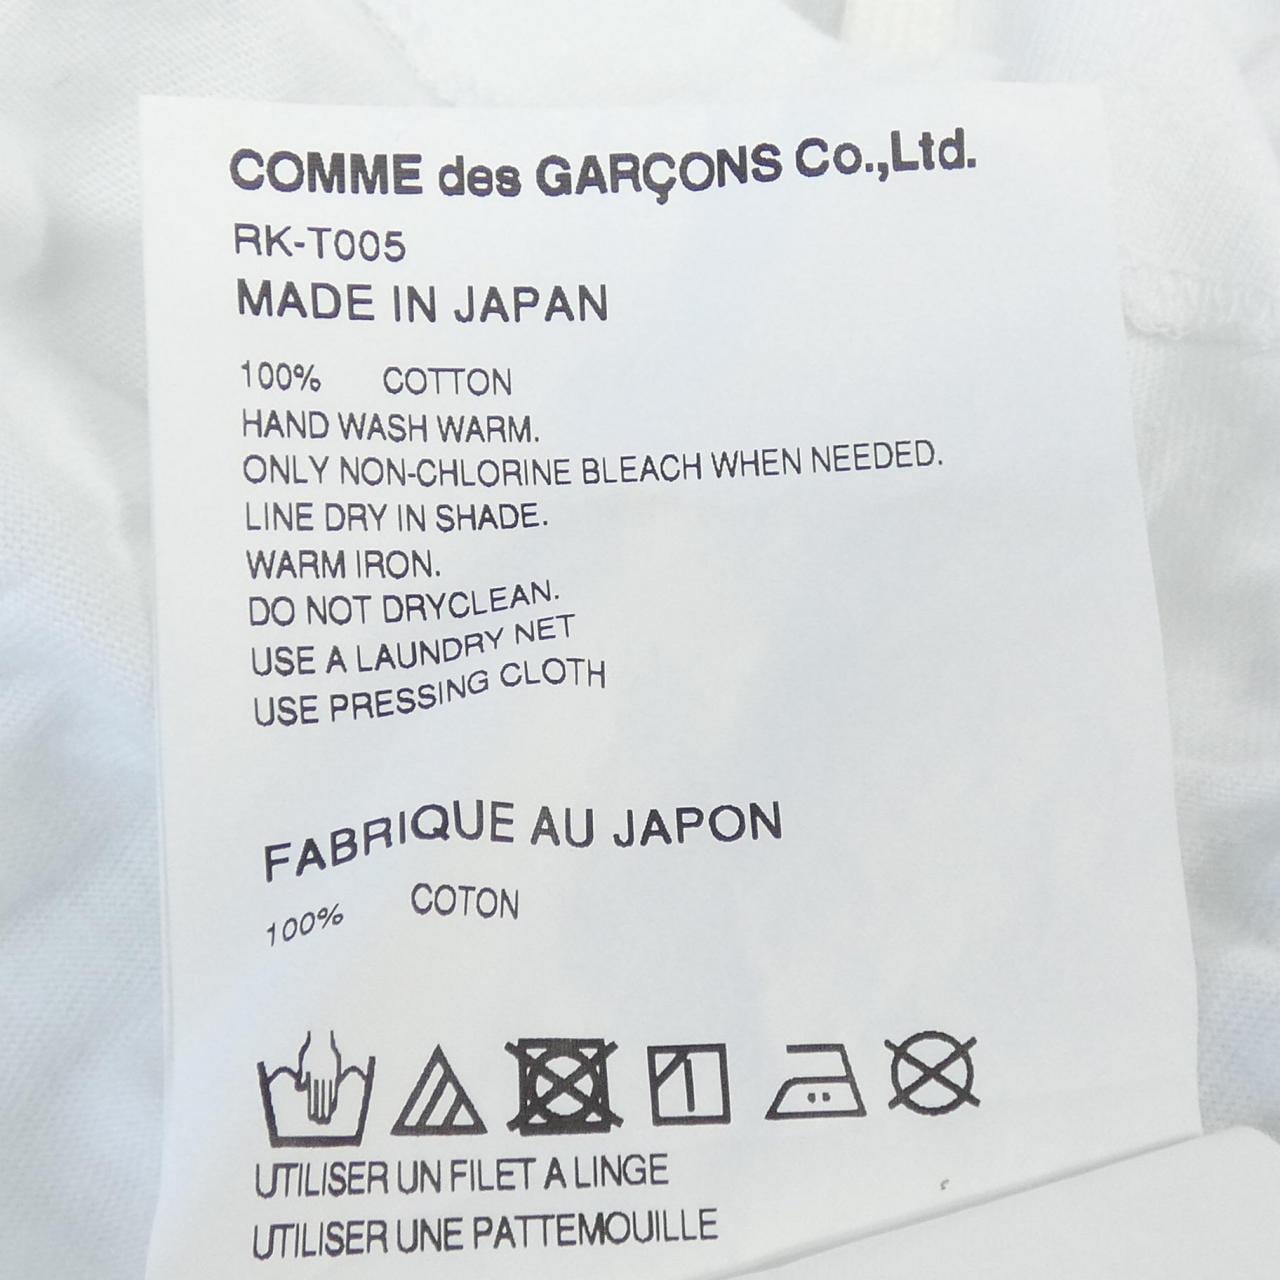 COMME des GARÇONS Co.,Ltd.
RK-T005
MADE IN JAPAN
100% COTTON
HAND WASH WARM.
ONLY NON-CHLORINE BLEACH WHEN NEEDED.
LINE DRY IN SHADE.
WARM IRON.
DO NOT DRYCLEAN.
USE A LAUNDRY NET
USE PRESSING CLOTH
FABRIQUE AU JAPON
100% COTON
UTILISER UN FILET A LINGE
UTILISER UNE PATTEMOUILLE